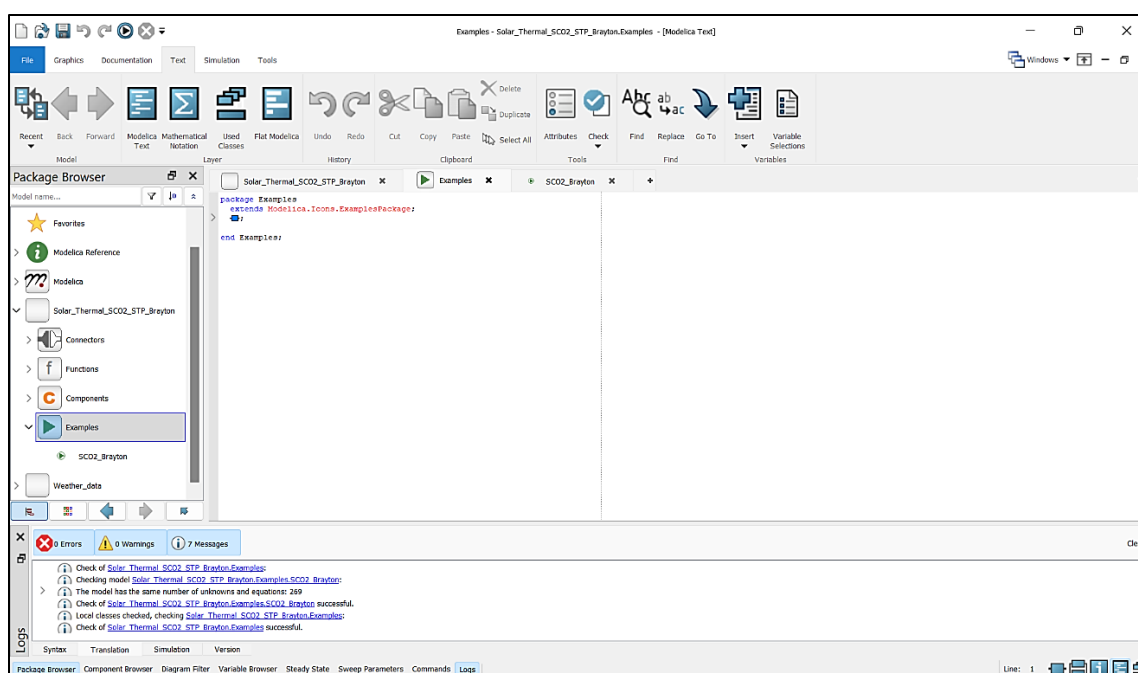 Examples - Solar_Thermal_SCO2_STP_Brayton.Examples - [Modelica Text]
File Graphics Documentation Text Simulation Tools Windows
Delete
Duplicate
Select All
Recent Back Forward Modelica Text Mathematical Notation Used Classes Flat Modelica Undo Redo Cut Copy Paste Attributes Check Find Replace Go To Insert Variable Selections
Model Layer History Clipboard Tools Find Variables
Package Browser
Solar_Thermal_SCO2_STP_Brayton Examples SCO2_Brayton
Model name...
package Examples
extends Modelica.Icons.ExamplesPackage;
;
end Examples;
Favorites
Modelica Reference
Modelica
Solar_Thermal_SCO2_STP_Brayton
Connectors
Functions
Components
Examples
SCO2_Brayton
Weather_data
0 Errors 0 Warnings 7 Messages Cle
Check of Solar_Thermal_SCO2_STP_Brayton.Examples:
Checking model Solar_Thermal_SCO2_STP_Brayton.Examples.SCO2_Brayton:
The model has the same number of unknowns and equations: 269
Check of Solar_Thermal_SCO2_STP_Brayton.Examples.SCO2_Brayton successful.
Local classes checked, checking Solar_Thermal_SCO2_STP_Brayton.Examples:
Check of Solar_Thermal_SCO2_STP_Brayton.Examples successful.
Logs
Syntax Translation Simulation Version
Package Browser Component Browser Diagram Filter Variable Browser Steady State Sweep Parameters Commands Logs Line: 1